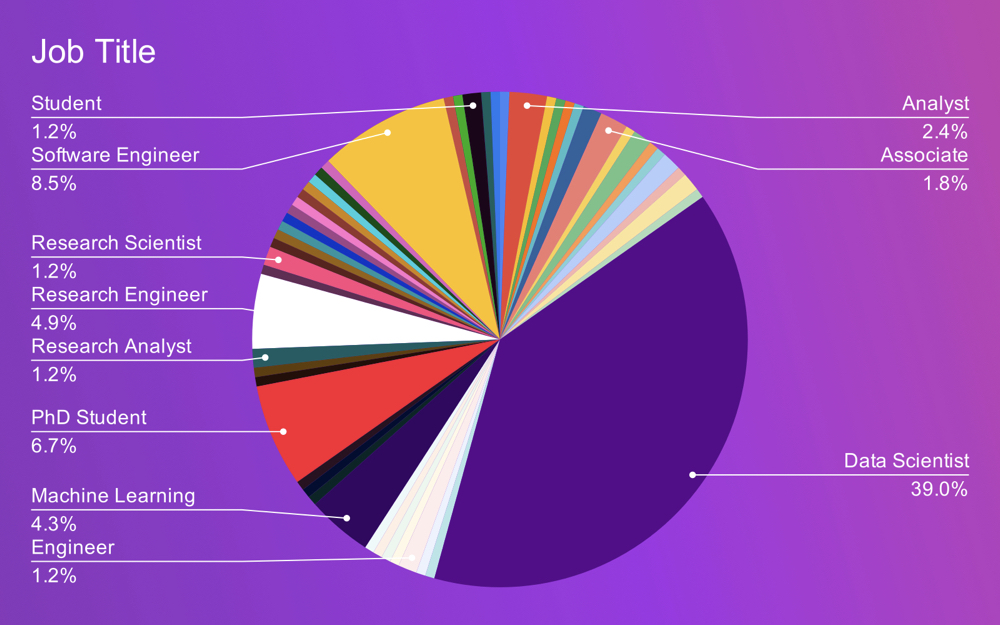 Job Title
Student
1.2%
Software Engineer
8.5%
Research Scientist
1.2%
Research Engineer
4.9%
Research Analyst
1.2%
PhD Student
6.7%
Machine Learning
4.3%
Engineer
1.2%
Analyst
2.4%
Associate
1.8%
Data Scientist
39.0%